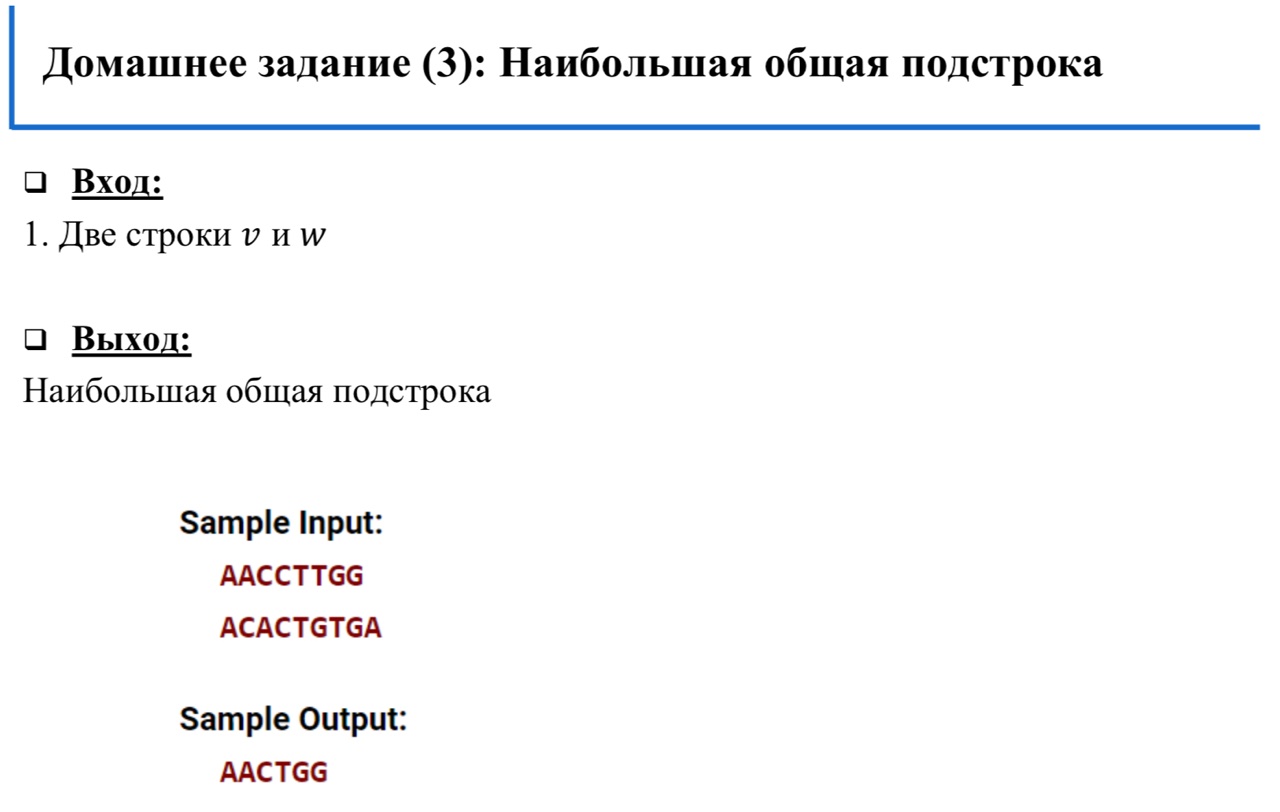 Домашнее задание (3): Наибольшая общая подстрока
❑ Вход:
1. Две строки 𝑣 и 𝑤
❑ Выход:
Наибольшая общая подстрока
Sample Input:
AACCTTGG
ACACTGTGA
Sample Output:
AACTGG